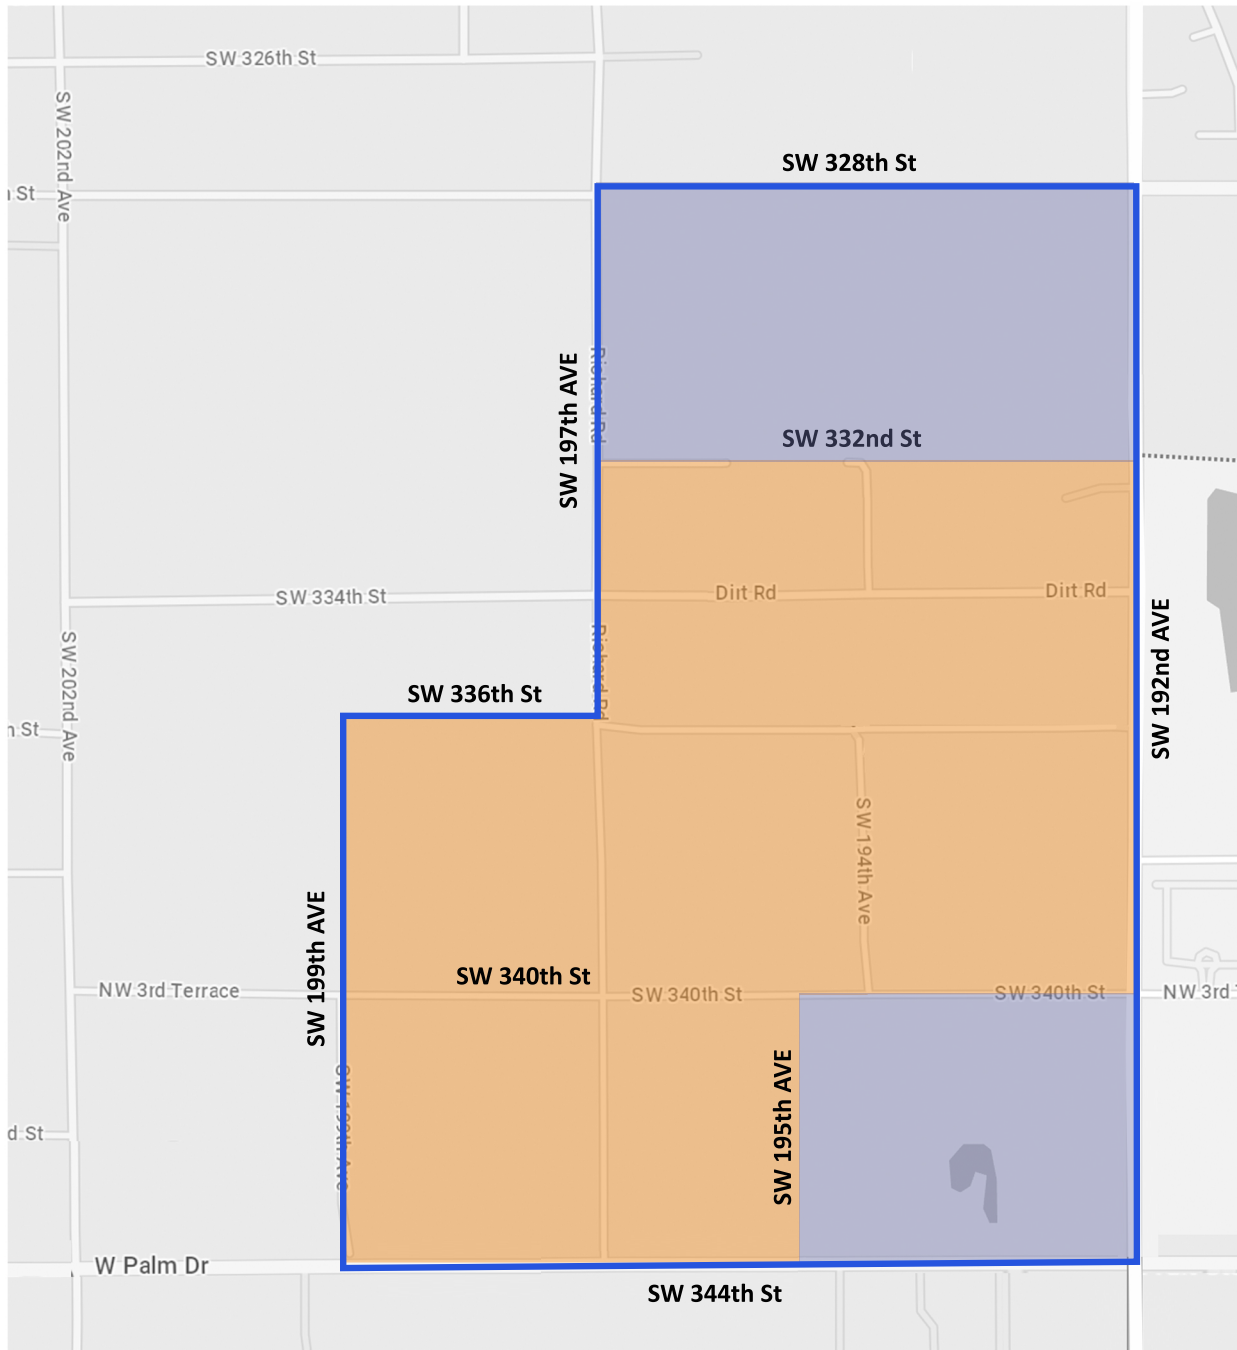 SW 326th St
SW 202nd Ave
SW 328th St
St
Richard Rd
SW 197th AVE
SW 332nd St
Dirt Rd
Dirt Rd
SW 334th St
SW 192nd AVE
Richard Rd
SW 202nd Ave
SW 336th St
St
SW 194th Ave
SW 199th AVE
SW 340th St
NW 3rd Terrace
SW 340th St
SW 340th St
NW 3rd
SW 195th AVE
SW 199th Ave
d St
W Palm Dr
SW 344th St